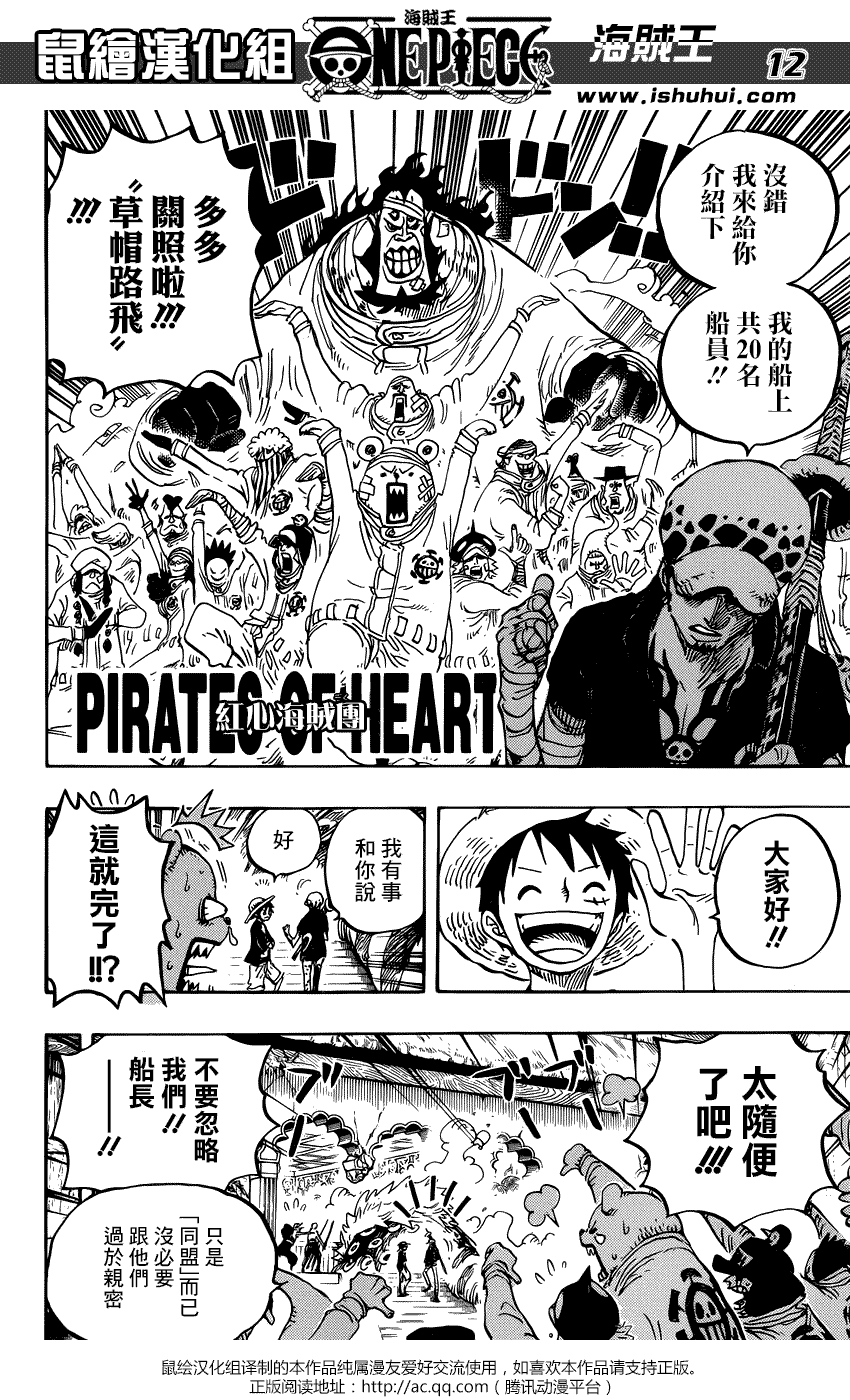 鼠繪漢化組
海賊王
ONE PIECE
海賊王
12
www.ishuhui.com
沒錯
我來給你
介紹下
我的船上
共20名
船員!!
ドドン!!
多多
關照啦!!!
〝草帽路飛〞
!!!
PIRATES OF HEART
紅心海賊團
大家好!!
我有事
和你說
好
這就完了!!!?
太隨便
了吧!!!
不要忽略
我們!!
船長
——!!
ブーブー
只是
「同盟」而已
沒必要
跟他們
過於親密
鼠绘汉化组译制的本作品纯属漫友爱好交流使用，如喜欢本作品请支持正版。
正版阅读地址：http://ac.qq.com（腾讯动漫平台）